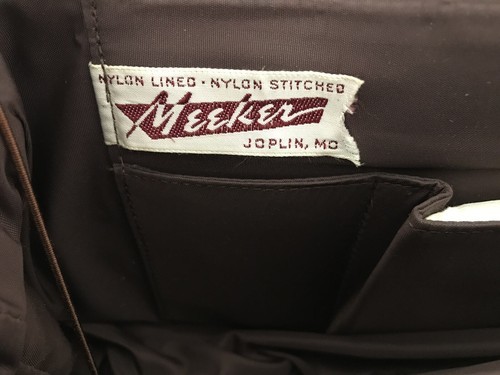 NYLON LINED · NYLON STITCHED
Meeker
JOPLIN, MO